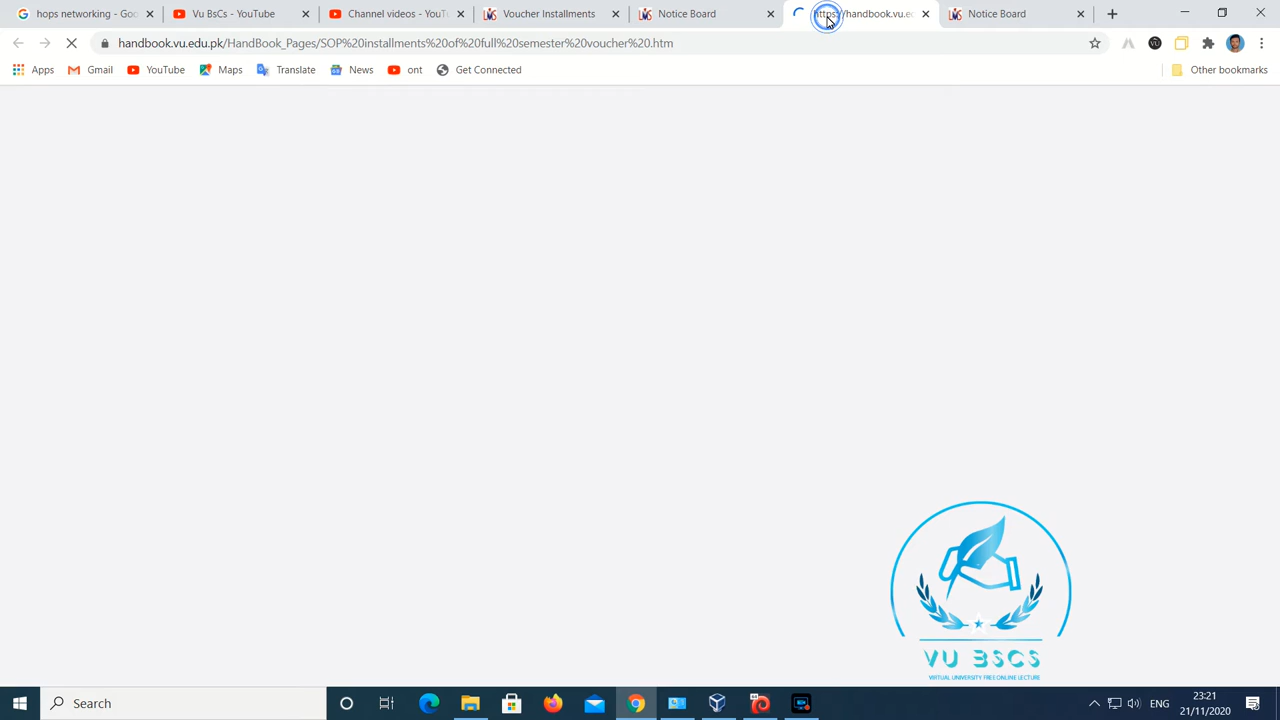 hops networking - G
Vu BsCs - YouTube
Channel videos - YouTu
Voucher Installments
Notice Board
https://handbook.vu.ed
Notice Board
handbook.vu.edu.pk/HandBook_Pages/SOP%20installments%20of%20full%20semester%20voucher%20.htm
Apps
Gmail
YouTube
Maps
Translate
News
ont
Get Connected
Other bookmarks
VU BSCS
VIRTUAL UNIVERSITY FREE ONLINE LECTURE
Search
ENG
23:21
21/11/2020